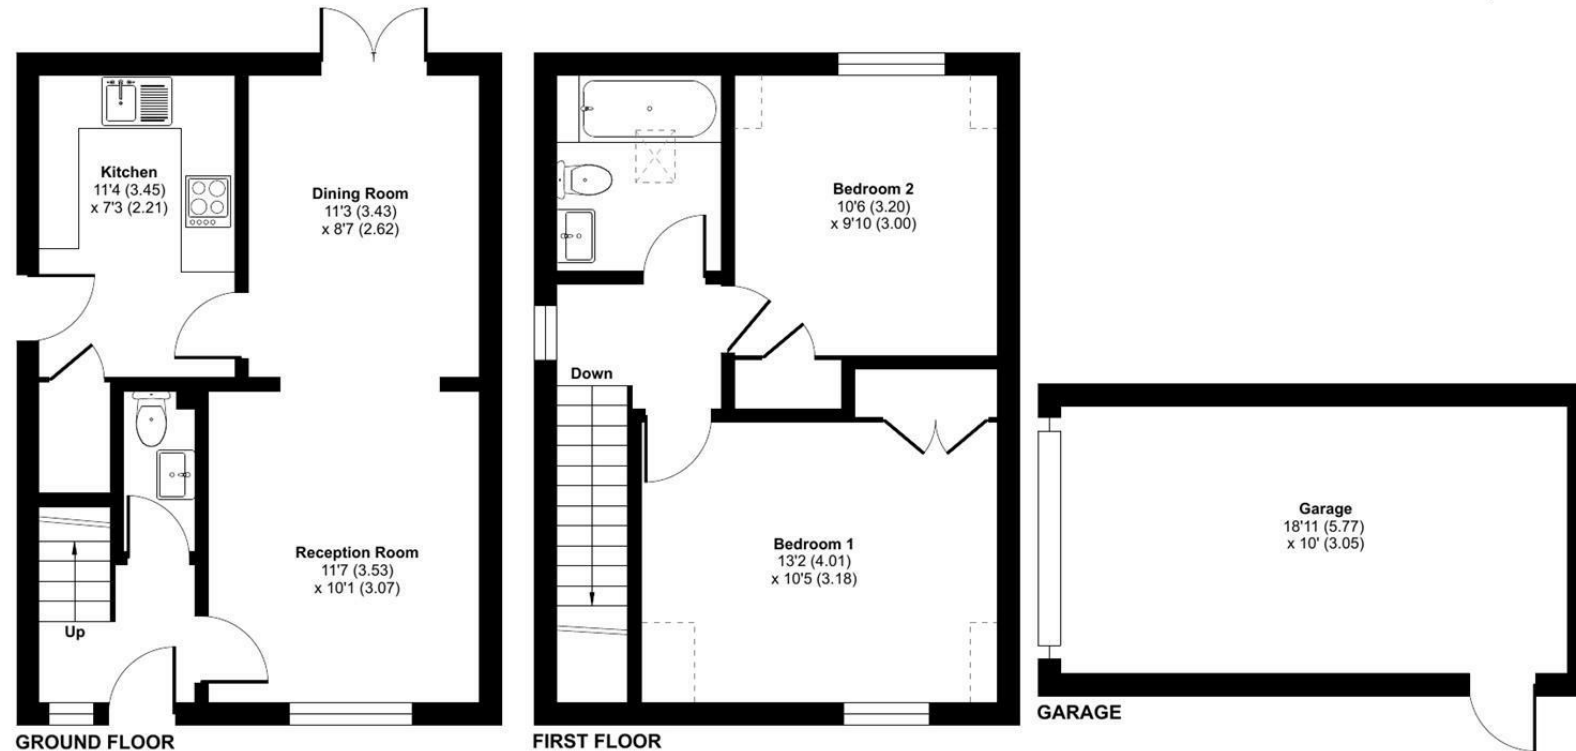 Kitchen
11'4 (3.45)
x 7'3 (2.21)
Dining Room
11'3 (3.43)
x 8'7 (2.62)
Reception Room
11'7 (3.53)
x 10'1 (3.07)
Up
GROUND FLOOR
Bedroom 2
10'6 (3.20)
x 9'10 (3.00)
Down
Bedroom 1
13'2 (4.01)
x 10'5 (3.18)
FIRST FLOOR
Garage
18'11 (5.77)
x 10' (3.05)
GARAGE